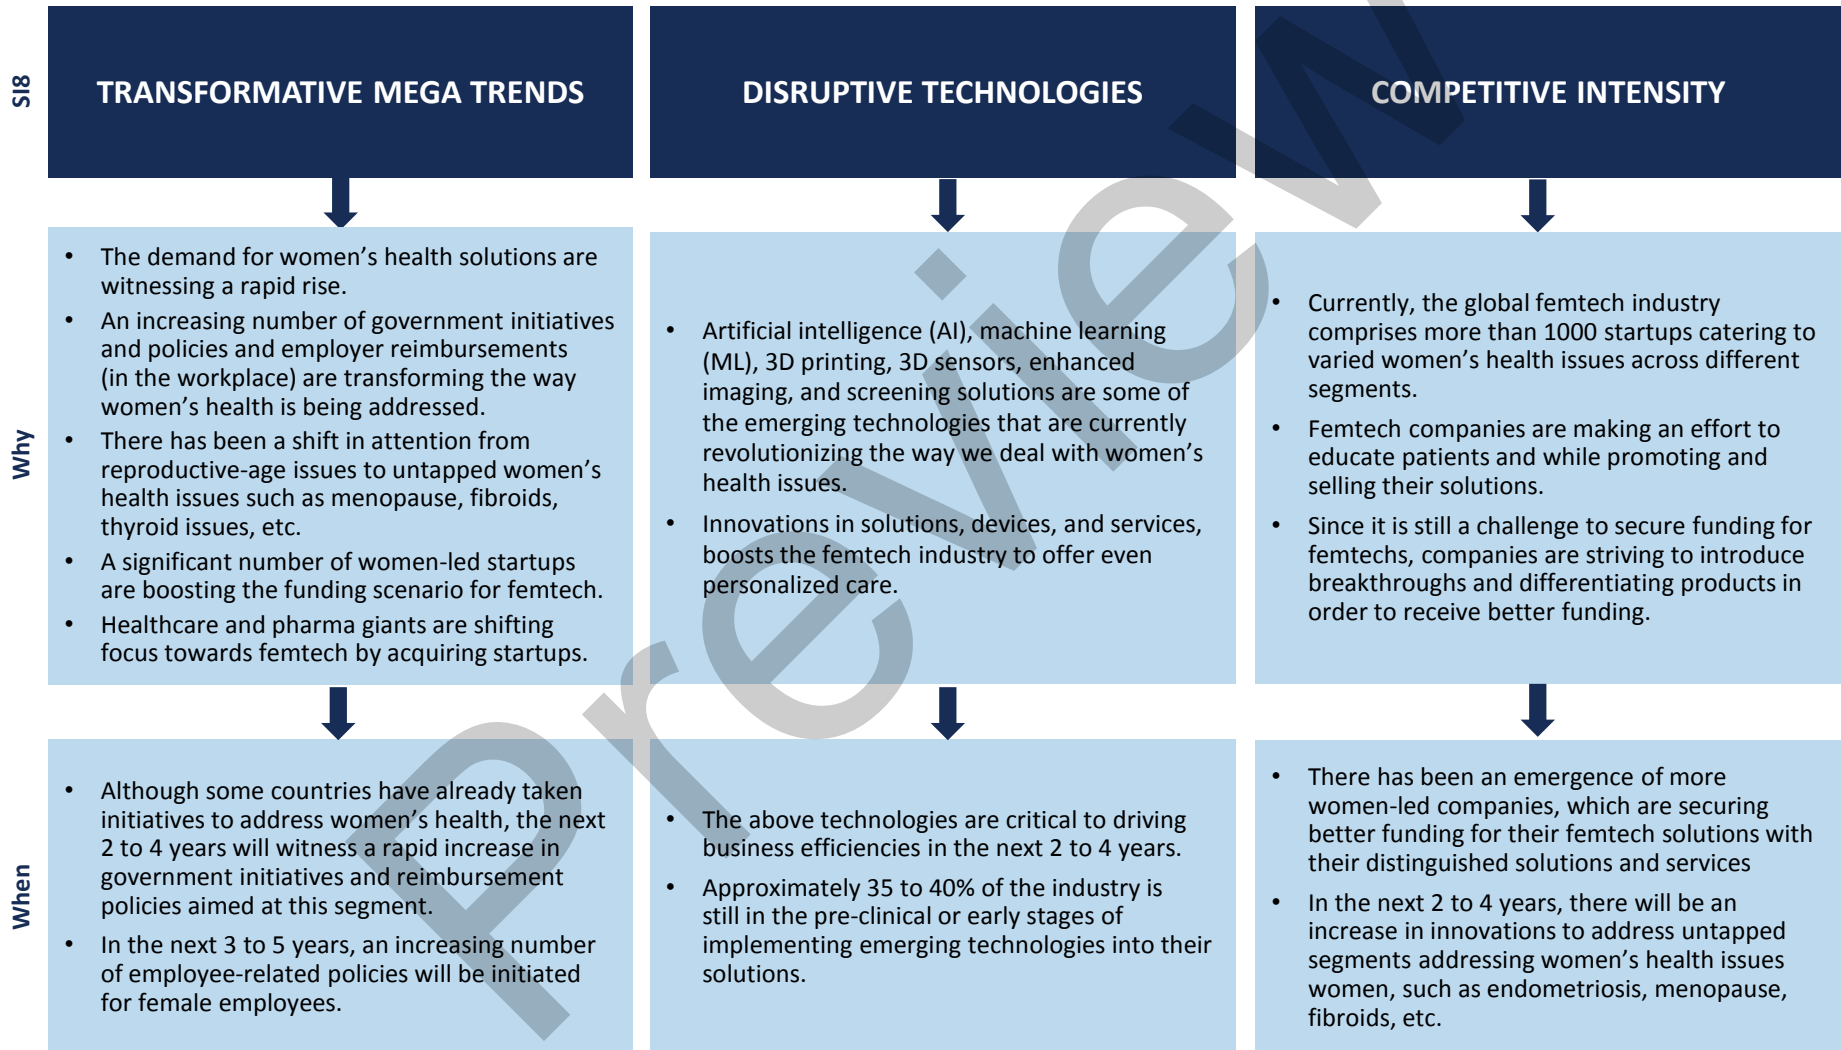 SI8
TRANSFORMATIVE MEGA TRENDS
DISRUPTIVE TECHNOLOGIES
COMPETITIVE INTENSITY
Why
• The demand for women's health solutions are
witnessing a rapid rise.
• An increasing number of government initiatives
and policies and employer reimbursements
(in the workplace) are transforming the way
women's health is being addressed.
• There has been a shift in attention from
reproductive-age issues to untapped women's
health issues such as menopause, fibroids,
thyroid issues, etc.
• A significant number of women-led startups
are boosting the funding scenario for femtech.
• Healthcare and pharma giants are shifting
focus towards femtech by acquiring startups.
• Artificial intelligence (AI), machine learning
(ML), 3D printing, 3D sensors, enhanced
imaging, and screening solutions are some of
the emerging technologies that are currently
revolutionizing the way we deal with women's
health issues.
• Innovations in solutions, devices, and services,
boosts the femtech industry to offer even
personalized care.
• Currently, the global femtech industry
comprises more than 1000 startups catering to
varied women's health issues across different
segments.
• Femtech companies are making an effort to
educate patients and while promoting and
selling their solutions.
• Since it is still a challenge to secure funding for
femtechs, companies are striving to introduce
breakthroughs and differentiating products in
order to receive better funding.
When
• Although some countries have already taken
initiatives to address women's health, the next
2 to 4 years will witness a rapid increase in
government initiatives and reimbursement
policies aimed at this segment.
• In the next 3 to 5 years, an increasing number
of employee-related policies will be initiated
for female employees.
• The above technologies are critical to driving
business efficiencies in the next 2 to 4 years.
• Approximately 35 to 40% of the industry is
still in the pre-clinical or early stages of
implementing emerging technologies into their
solutions.
• There has been an emergence of more
women-led companies, which are securing
better funding for their femtech solutions with
their distinguished solutions and services
• In the next 2 to 4 years, there will be an
increase in innovations to address untapped
segments addressing women's health issues
women, such as endometriosis, menopause,
fibroids, etc.
Preview